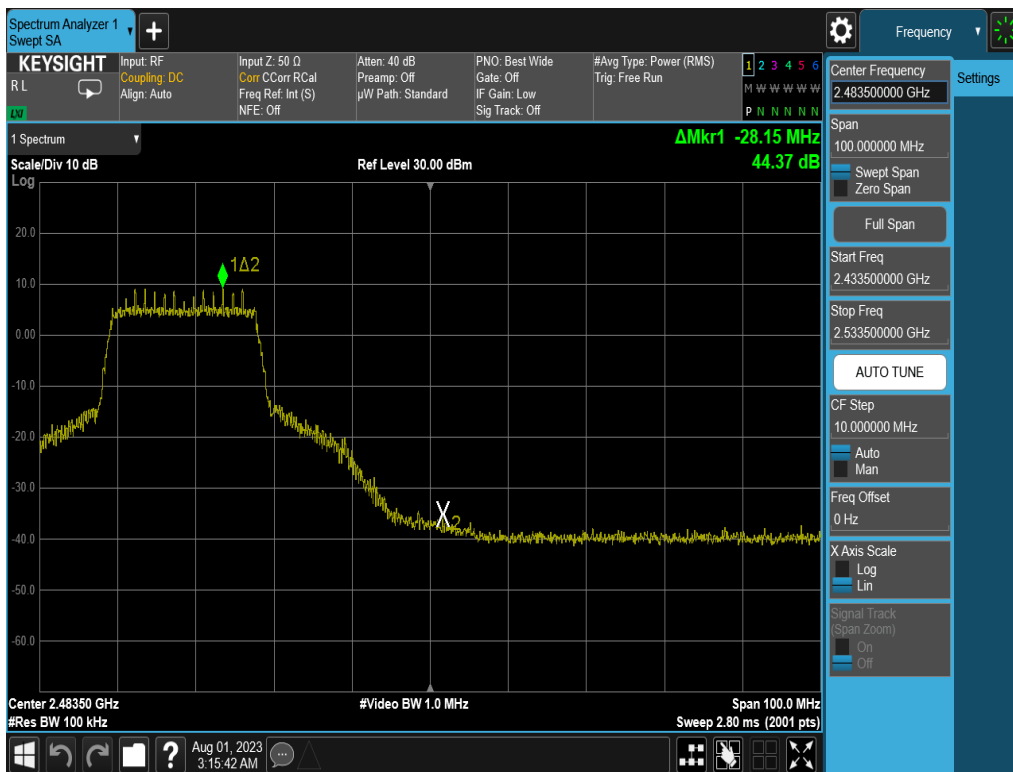 Spectrum Analyzer 1
Swept SA
Frequency
KEYSIGHT
R L
LXI
Input: RF
Coupling: DC
Align: Auto
Input Z: 50 Ω
Corr CCorr RCal
Freq Ref: Int (S)
NFE: Off
Atten: 40 dB
Preamp: Off
µW Path: Standard
PNO: Best Wide
Gate: Off
IF Gain: Low
Sig Track: Off
#Avg Type: Power (RMS)
Trig: Free Run
1 2 3 4 5 6
M W W W W W
P N N N N N
Center Frequency
2.483500000 GHz
Settings
1 Spectrum
ΔMkr1 -28.15 MHz
44.37 dB
Scale/Div 10 dB
Ref Level 30.00 dBm
Log
20.0
10.0
0.00
-10.0
-20.0
-30.0
-40.0
-50.0
-60.0
1Δ2
X2
Span
100.000000 MHz
Swept Span
Zero Span
Full Span
Start Freq
2.433500000 GHz
Stop Freq
2.533500000 GHz
AUTO TUNE
CF Step
10.000000 MHz
Auto
Man
Freq Offset
0 Hz
X Axis Scale
Log
Lin
Signal Track
(Span Zoom)
On
Off
Center 2.48350 GHz
#Video BW 1.0 MHz
Span 100.0 MHz
#Res BW 100 kHz
Sweep 2.80 ms (2001 pts)
?
Aug 01, 2023
3:15:42 AM